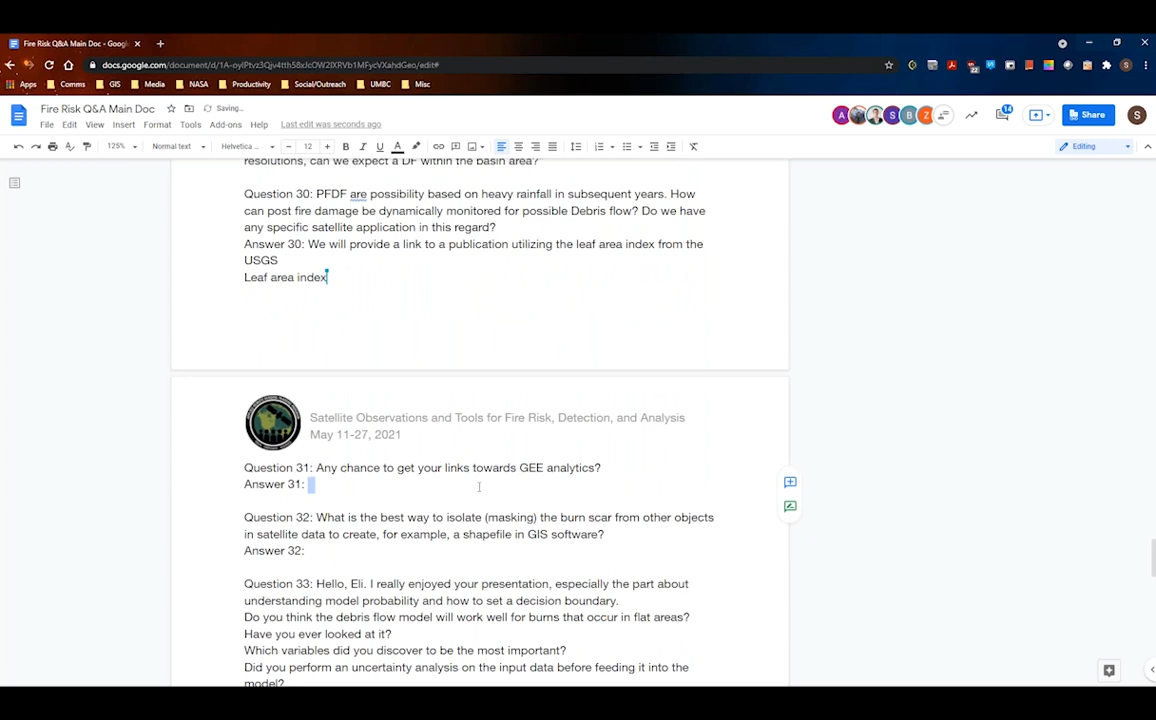 Fire Risk Q&A Main Doc - Googl
docs.google.com/document/d/
Apps Comms GIS Media NASA Productivity Social/Outreach UMBC Misc
Fire Risk Q&A Main Doc Saving...
File Edit View Insert Format Tools Add-ons Help Last edit was seconds ago
14
Share
S
A S B Z
22
125% Normal text Helvetica ... 12 B I U A Editing
resolutions, can we expect a DF within the basin area?"
Question 30: PFDF are possibility based on heavy rainfall in subsequent years. How
can post fire damage be dynamically monitored for possible Debris flow? Do we have
any specific satellite application in this regard?
Answer 30: We will provide a link to a publication utilizing the leaf area index from the
USGS
Leaf area index
Satellite Observations and Tools for Fire Risk, Detection, and Analysis
May 11-27, 2021
Question 31: Any chance to get your links towards GEE analytics?
Answer 31:
Question 32: What is the best way to isolate (masking) the burn scar from other objects
in satellite data to create, for example, a shapefile in GIS software?
Answer 32:
Question 33: Hello, Eli. I really enjoyed your presentation, especially the part about
understanding model probability and how to set a decision boundary.
Do you think the debris flow model will work well for burns that occur in flat areas?
Have you ever looked at it?
Which variables did you discover to be the most important?
Did you perform an uncertainty analysis on the input data before feeding it into the
model?